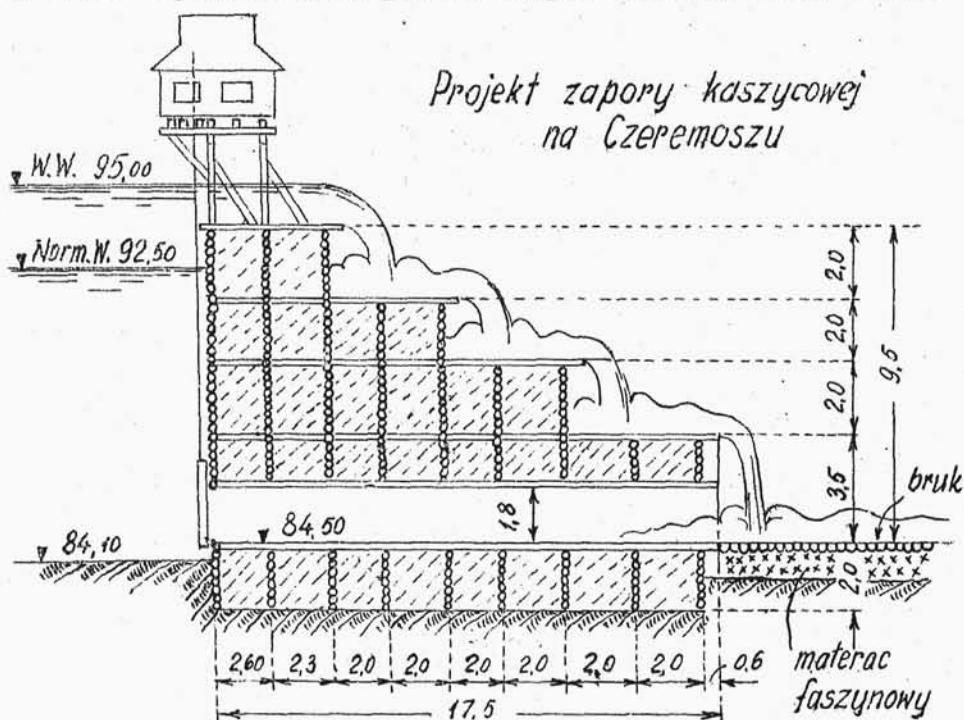 Projekt zapory kaszycowej
na Czeremoszu
W.W. 95,00
Norm.W. 92,50
2,0
2,0
2,0
9,5
3,5
bruk
1,8
84,50
84,10
2,0
2,60 2,3 2,0 2,0 2,0 2,0 2,0 2,0 0,6
materac
faszynowy
17,5